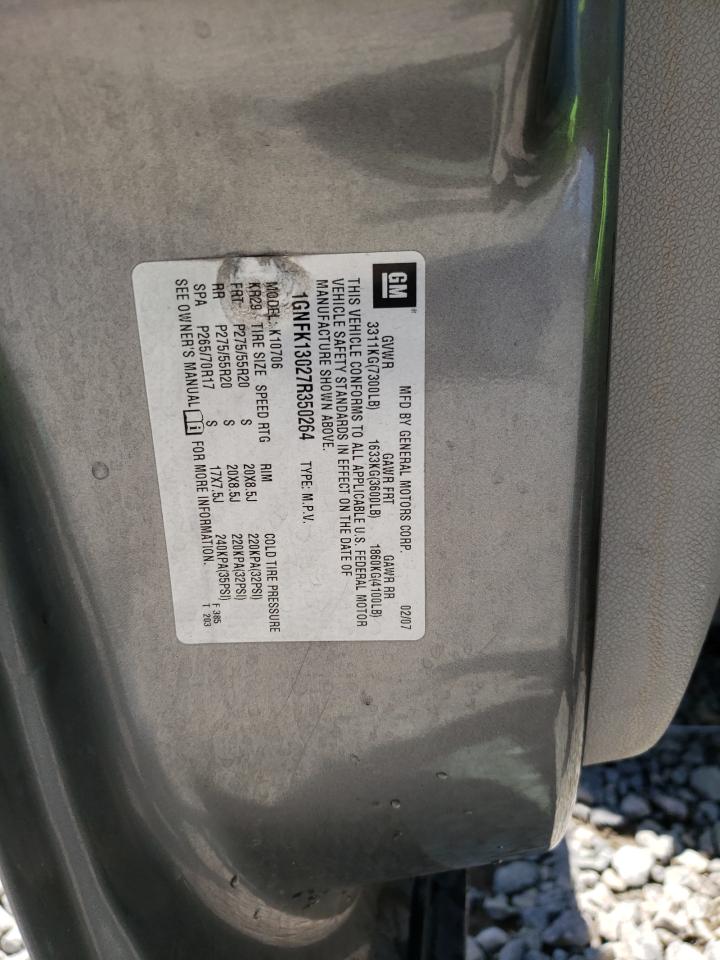 GM®
MFD BY GENERAL MOTORS CORP. 02/07
GVWR GAWR FRT GAWR RR
3311KG(7300LB) 1633KG(3600LB) 1860KG(4100LB)
THIS VEHICLE CONFORMS TO ALL APPLICABLE U.S. FEDERAL MOTOR
VEHICLE SAFETY STANDARDS IN EFFECT ON THE DATE OF
MANUFACTURE SHOWN ABOVE.
1GNFK13027R350264 TYPE: M.P.V.
MODEL: K10706
KR29 TIRE SIZE SPEED RTG RIM COLD TIRE PRESSURE
FRT: P275/55R20 S 20X8.5J 220KPA(32PSI)
RR P275/55R20 S 20X8.5J 220KPA(32PSI)
SPA P265/70R17 S 17X7.5J 240KPA(35PSI)
SEE OWNER'S MANUAL i FOR MORE INFORMATION.
F 385
T 203